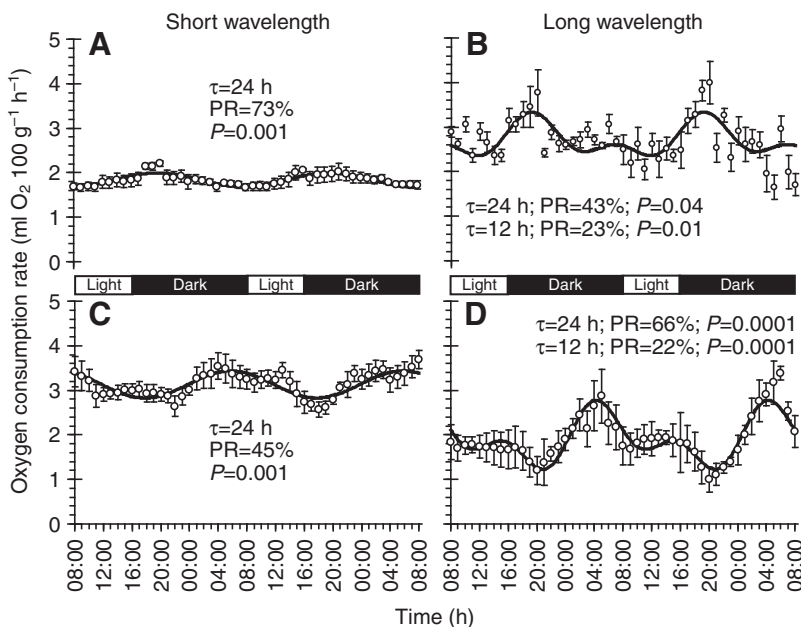 Short wavelength
Long wavelength
Oxygen consumption rate (ml O₂ 100 g⁻¹ h⁻¹)
A
τ=24 h
PR=73%
P=0.001
5
4
3
2
1
0
B
τ=24 h; PR=43%; P=0.04
τ=12 h; PR=23%; P=0.01
Light Dark Light Dark
Light Dark Light Dark
C
τ=24 h
PR=45%
P=0.001
5
4
3
2
1
0
D
τ=24 h; PR=66%; P=0.0001
τ=12 h; PR=22%; P=0.0001
08:00 12:00 16:00 20:00 00:00 04:00 08:00 12:00 16:00 20:00 00:00 04:00 08:00
08:00 12:00 16:00 20:00 00:00 04:00 08:00 12:00 16:00 20:00 00:00 04:00 08:00
Time (h)